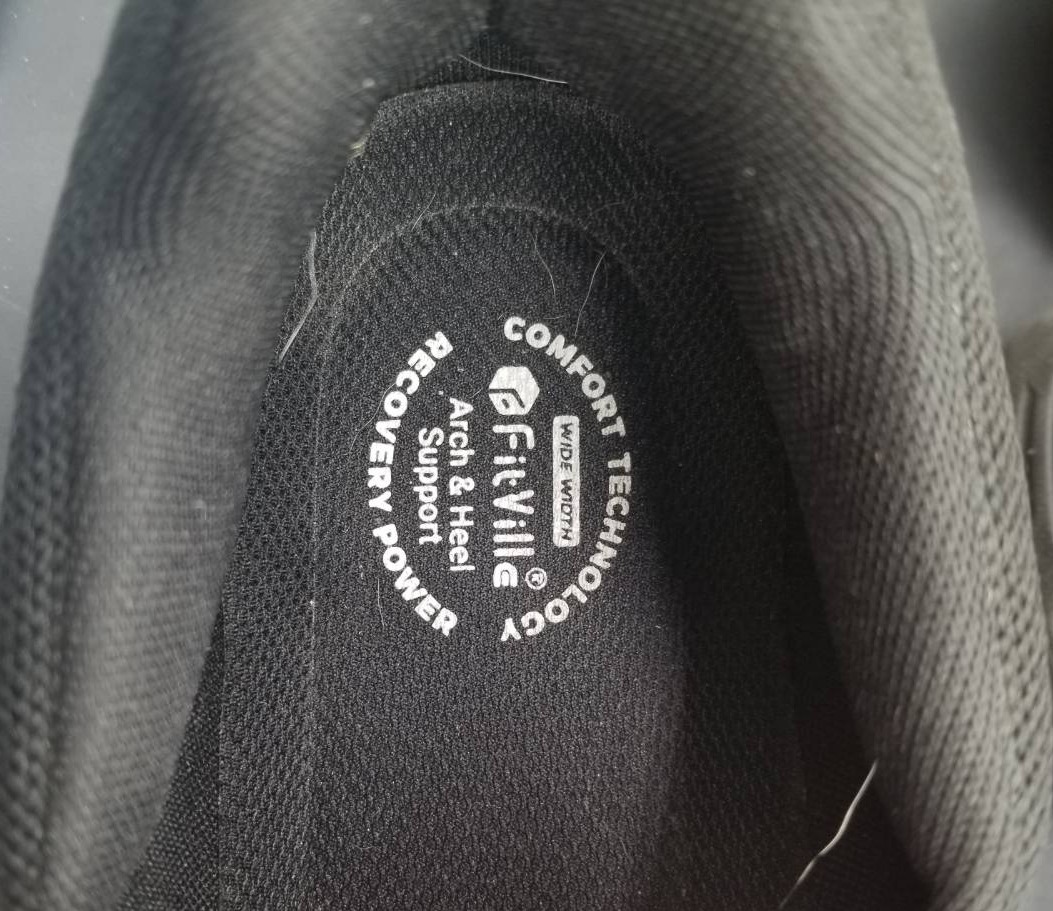 COMFORT TECHNOLOGY
WIDE WIDTH
FitVille®
Arch & Heel
Support
RECOVERY POWER